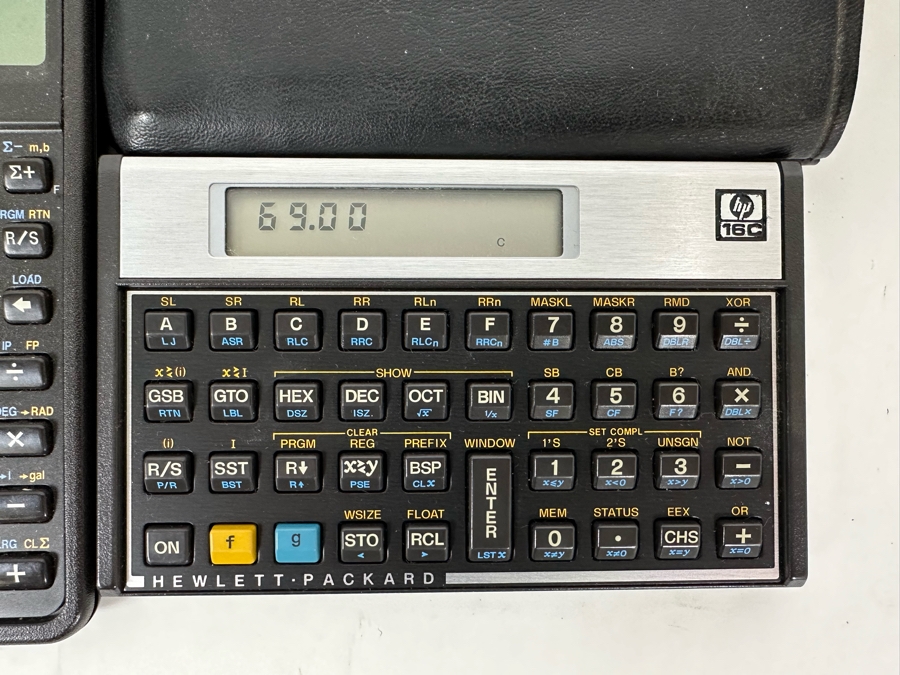 Σ− m,b
Σ+
F
RGM RTN
R/S
LOAD
IP. FP
÷
DEG→RAD
×
→l →gal
−
RG CLΣ
+
69.00
C
hp
16C
SL SR RL RR RLn RRn MASKL MASKR RMD XOR
A B C D E F 7 8 9 ÷
LJ ASR RLC RRC RLCn RRCn #B ABS DBLR DBL÷
x≷(i) x≷I SHOW SB CB B? AND
GSB GTO HEX DEC OCT BIN 4 5 6 ×
RTN LBL DSZ ISZ. √x 1/x SF CF F? DBL×
CLEAR SET COMPL
(i) I PRGM REG PREFIX WINDOW 1'S 2'S UNSGN NOT
R/S SST R↓ x≷y BSP ENTER 1 2 3 −
P/R BST R↑ PSE CLX x≤y x<0 x>y x>0
WSIZE FLOAT MEM STATUS EEX OR
ON f g STO RCL 0 · CHS +
< > LSTX x≠y x≠0 x=y x=0
HEWLETT·PACKARD